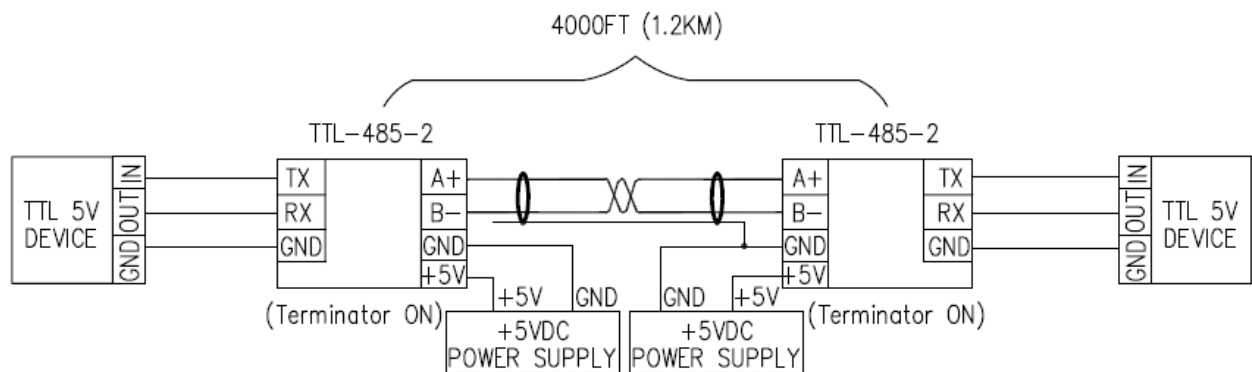 4000FT (1.2KM)
TTL-485-2
TTL-485-2
TTL 5V
DEVICE
IN
OUT
GND
TX
RX
GND
A+
B-
GND
+5V
(Terminator ON)
+5V
GND
+5VDC
POWER SUPPLY
GND
+5V
+5VDC
POWER SUPPLY
A+
B-
GND
+5V
TX
RX
GND
(Terminator ON)
IN
OUT
GND
TTL 5V
DEVICE